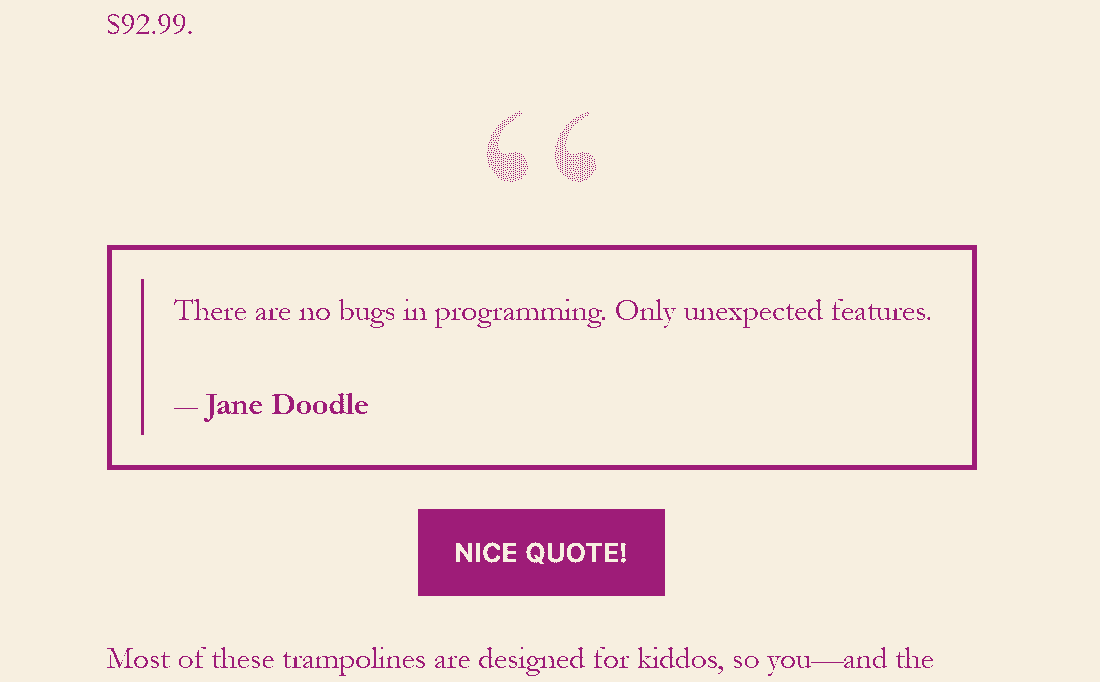 $92.99.
“
There are no bugs in programming. Only unexpected features.
— Jane Doodle
NICE QUOTE!
Most of these trampolines are designed for kiddos, so you—and the